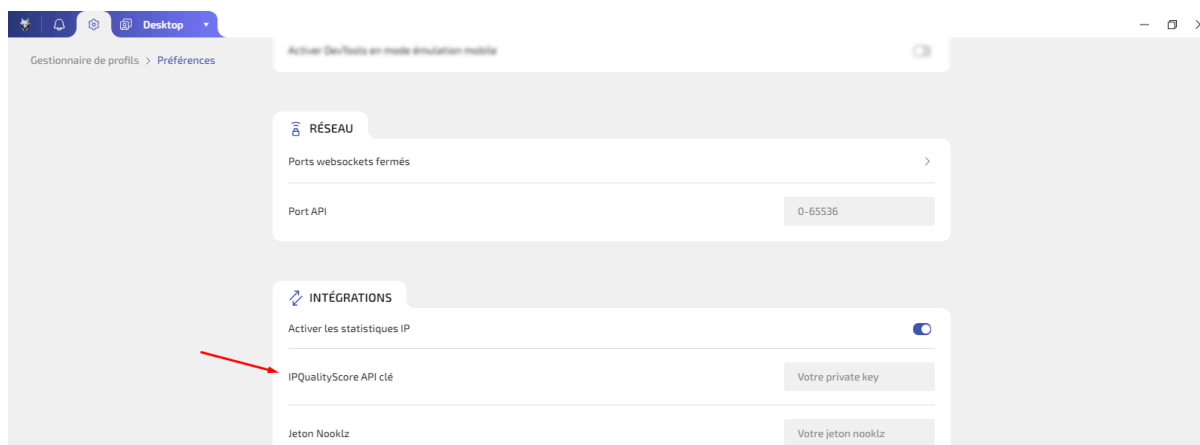 Desktop
Gestionnaire de profils > Préférences
Activer DevTools en mode émulation mobile
RÉSEAU
Ports websockets fermés
Port API
0-65536
INTÉGRATIONS
Activer les statistiques IP
IPQualityScore API clé
Votre private key
Jeton Nooklz
Votre jeton nooklz